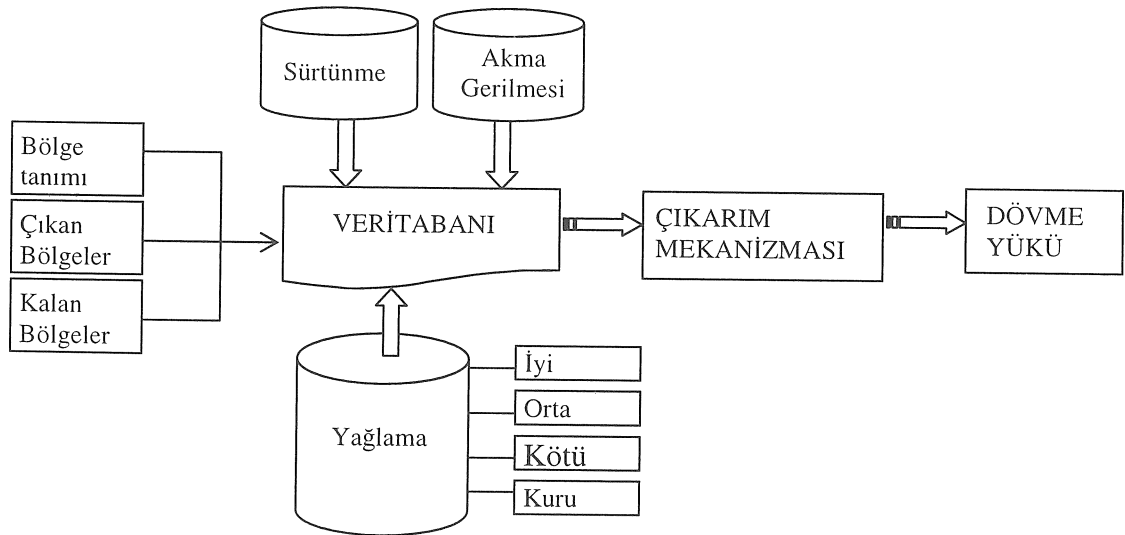 Sürtünme
Akma
Gerilmesi
Bölge
tanımı
Çıkan
Bölgeler
Kalan
Bölgeler
VERİTABANI
ÇIKARIM
MEKANİZMASI
DÖVME
YÜKÜ
Yağlama
İyi
Orta
Kötü
Kuru